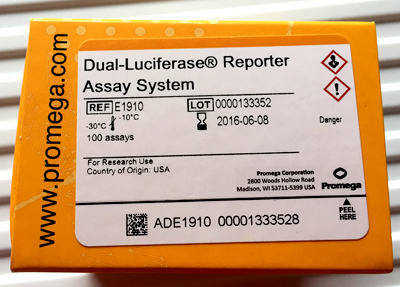 www.promega.com
Dual-Luciferase® Reporter
Assay System
REF E1910
LOT 0000133352
-10°C
-30°C
2016-06-08
Danger
100 assays
For Research Use
Country of Origin: USA
Promega Corporation
2800 Woods Hollow Road
Madison, WI 53711-5399 USA
Promega
PEEL
HERE
ADE1910 00001333528